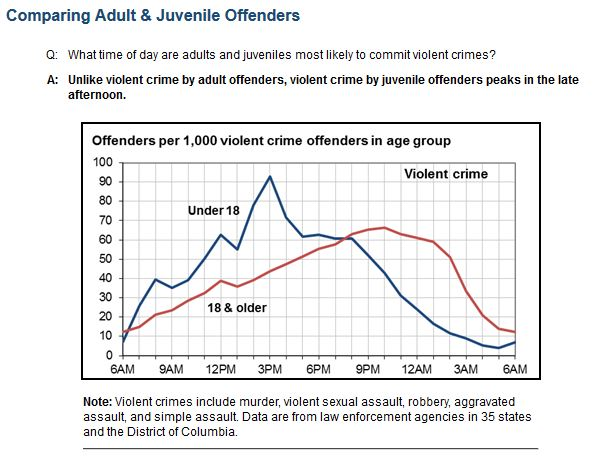 Comparing Adult & Juvenile Offenders
Q: What time of day are adults and juveniles most likely to commit violent crimes?
A: Unlike violent crime by adult offenders, violent crime by juvenile offenders peaks in the late
afternoon.
Offenders per 1,000 violent crime offenders in age group
100
Violent crime
90
80
Under 18
70
60
50
40
30
18 & older
20
10
0
6AM 9AM 12PM 3PM 6PM 9PM 12AM 3AM 6AM
Note: Violent crimes include murder, violent sexual assault, robbery, aggravated
assault, and simple assault. Data are from law enforcement agencies in 35 states
and the District of Columbia.